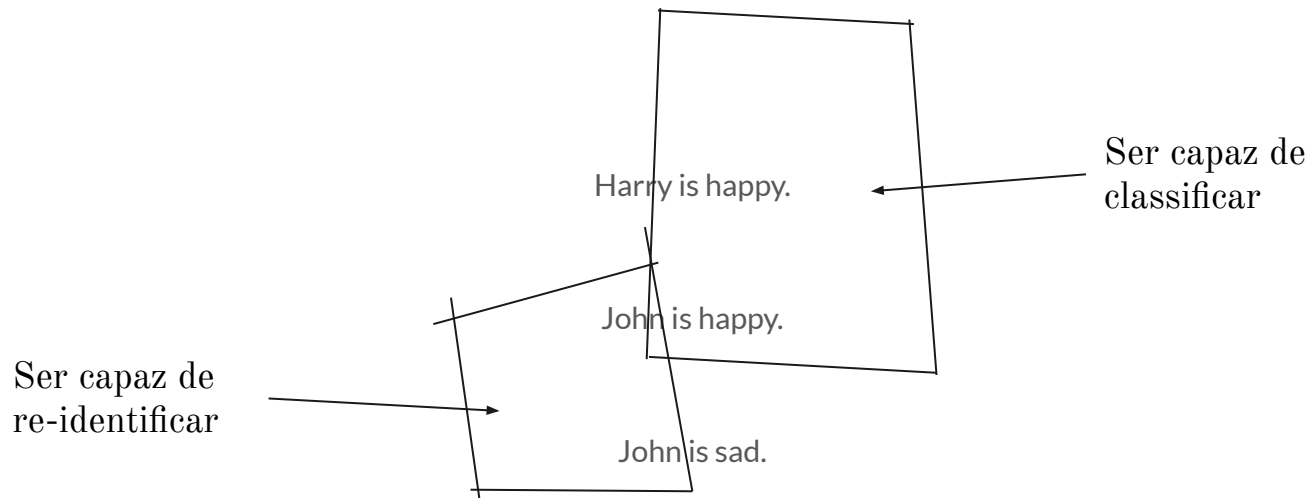 Ser capaz de
classificar
Harry is happy.
John is happy.
Ser capaz de
re-identificar
John is sad.